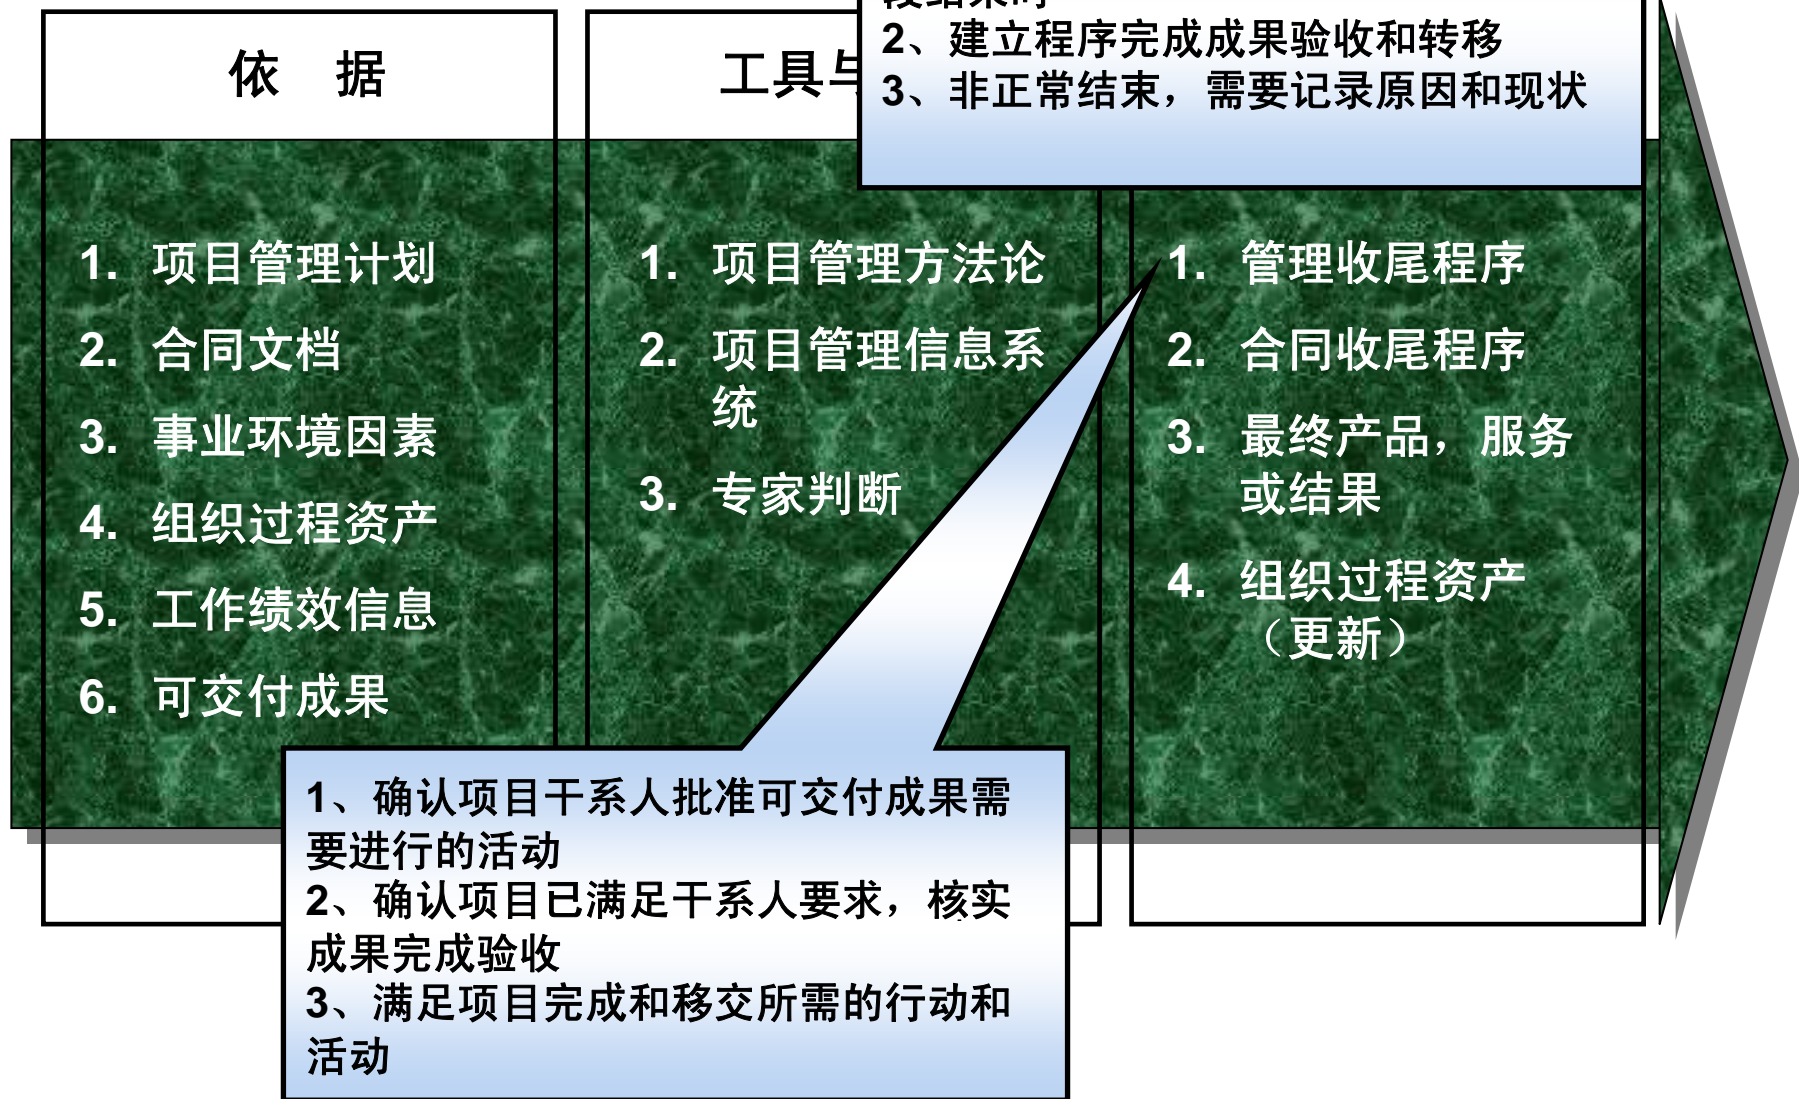 2、建立程序完成成果验收和转移
3、非正常结束，需要记录原因和现状
依 据
工具与
1. 项目管理计划
2. 合同文档
3. 事业环境因素
4. 组织过程资产
5. 工作绩效信息
6. 可交付成果
1. 项目管理方法论
2. 项目管理信息系
统
3. 专家判断
1. 管理收尾程序
2. 合同收尾程序
3. 最终产品，服务
或结果
4. 组织过程资产
（更新）
1、确认项目干系人批准可交付成果需
要进行的活动
2、确认项目已满足干系人要求，核实
成果完成验收
3、满足项目完成和移交所需的行动和
活动